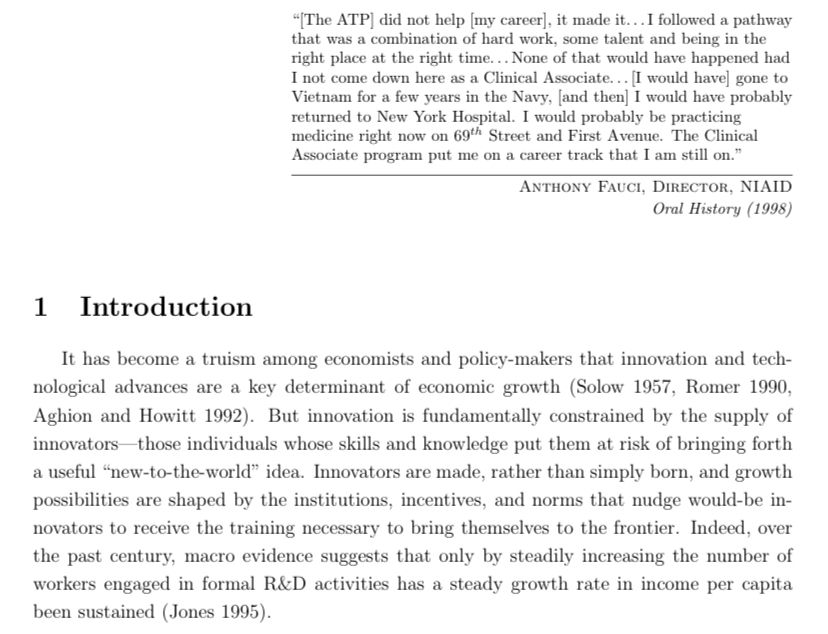 “[The ATP] did not help [my career], it made it...I followed a pathway
that was a combination of hard work, some talent and being in the
right place at the right time...None of that would have happened had
I not come down here as a Clinical Associate...[I would have] gone to
Vietnam for a few years in the Navy, [and then] I would have probably
returned to New York Hospital. I would probably be practicing
medicine right now on 69th Street and First Avenue. The Clinical
Associate program put me on a career track that I am still on.”
Anthony Fauci, Director, NIAID
Oral History (1998)
1 Introduction
It has become a truism among economists and policy-makers that innovation and tech-
nological advances are a key determinant of economic growth (Solow 1957, Romer 1990,
Aghion and Howitt 1992). But innovation is fundamentally constrained by the supply of
innovators—those individuals whose skills and knowledge put them at risk of bringing forth
a useful “new-to-the-world” idea. Innovators are made, rather than simply born, and growth
possibilities are shaped by the institutions, incentives, and norms that nudge would-be in-
novators to receive the training necessary to bring themselves to the frontier. Indeed, over
the past century, macro evidence suggests that only by steadily increasing the number of
workers engaged in formal R&D activities has a steady growth rate in income per capita
been sustained (Jones 1995).